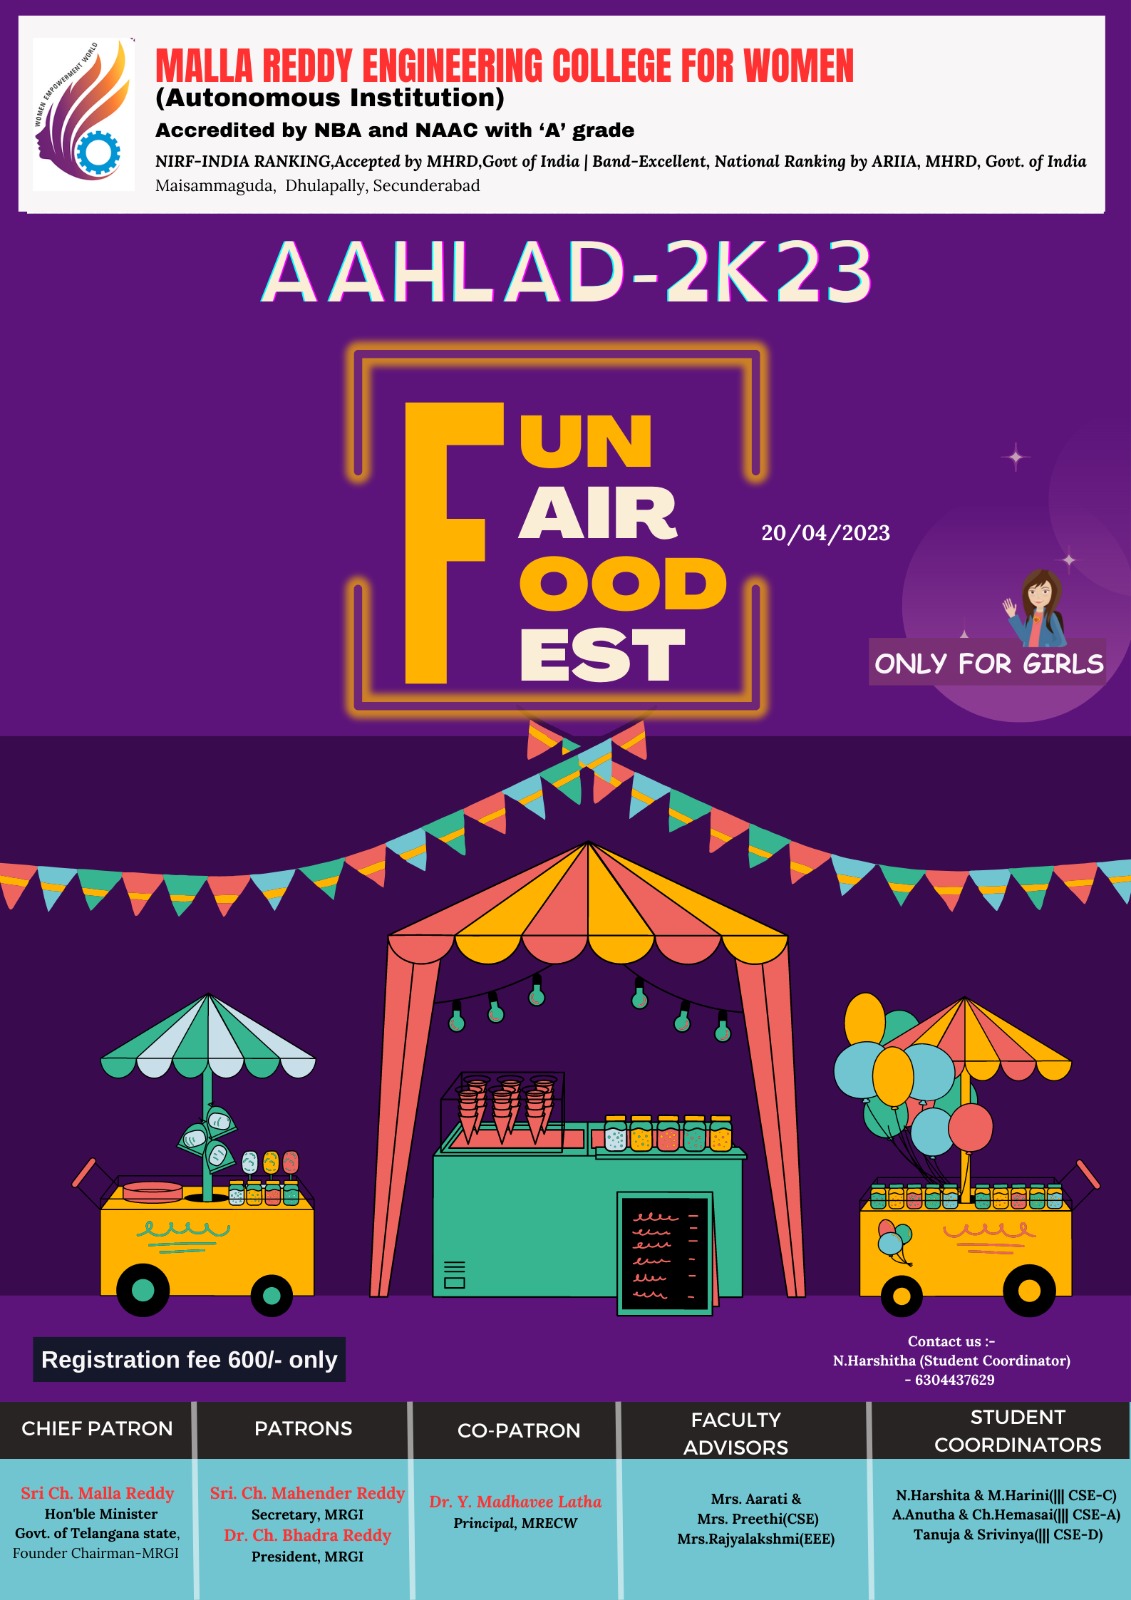 WOMEN EMPOWERMENT WORLD
MALLA REDDY ENGINEERING COLLEGE FOR WOMEN
(Autonomous Institution)
Accredited by NBA and NAAC with ‘A’ grade
NIRF-INDIA RANKING,Accepted by MHRD,Govt of India | Band-Excellent, National Ranking by ARIIA, MHRD, Govt. of India
Maisammaguda, Dhulapally, Secunderabad
AAHLAD-2K23
FUN
AIR
OOD
EST
20/04/2023
ONLY FOR GIRLS
Registration fee 600/- only
Contact us :-
N.Harshitha (Student Coordinator)
- 6304437629
CHIEF PATRON
Sri Ch. Malla Reddy
Hon'ble Minister
Govt. of Telangana state,
Founder Chairman-MRGI
PATRONS
Sri. Ch. Mahender Reddy
Secretary, MRGI
Dr. Ch. Bhadra Reddy
President, MRGI
CO-PATRON
Dr. Y. Madhavee Latha
Principal, MRECW
FACULTY
ADVISORS
Mrs. Aarati &
Mrs. Preethi(CSE)
Mrs.Rajyalakshmi(EEE)
STUDENT
COORDINATORS
N.Harshita & M.Harini(||| CSE-C)
A.Anutha & Ch.Hemasai(||| CSE-A)
Tanuja & Srivinya(||| CSE-D)